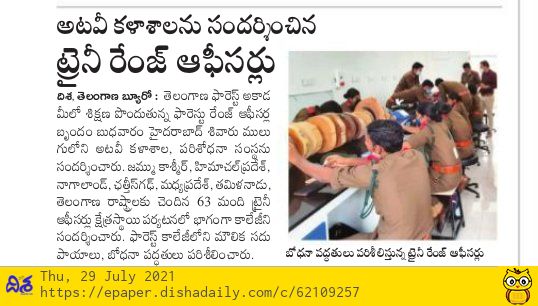 అటవీ కళాశాలను సందర్శించిన
ట్రైనీ రేంజ్ ఆఫీసర్లు
దిశ, తెలంగాణ బ్యూరో : తెలంగాణ ఫారెస్ట్ అకాడ
మీలో శిక్షణ పొందుతున్న ఫారెస్టు రేంజ్ ఆఫీసర్ల
బృందం బుధవారం హైదరాబాద్ శివారు ములు
గులోని అటవీ కళాశాల, పరిశోధనా సంస్థను
సందర్శించారు. జమ్ము కాశ్మీర్, హిమాచల్‌ప్రదేశ్,
నాగాలాండ్, ఛత్తీస్‌గఢ్, మధ్యప్రదేశ్, తమిళనాడు,
తెలంగాణ రాష్ట్రాలకు చెందిన 63 మంది ట్రైనీ
ఆఫీసర్లు క్షేత్రస్థాయి పర్యటనలో భాగంగా కాలేజీని
సందర్శించారు. ఫారెస్ట్ కాలేజీలోని మౌలిక సదు
పాయాలు, బోధనా పద్ధతులు పరిశీలించారు.
బోధనా పద్ధతులు పరిశీలిస్తున్న ట్రైనీ రేంజ్ ఆఫీసర్లు
దిశ
Thu, 29 July 2021
https://epaper.dishadaily.com/c/62109257